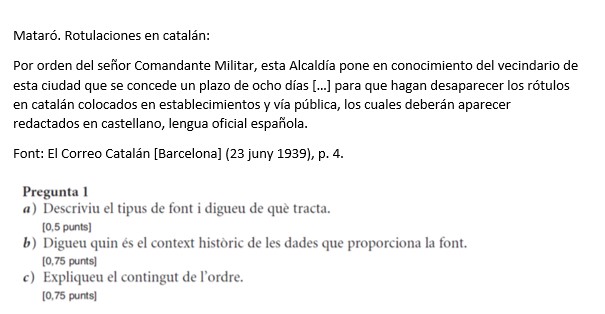 Mataró. Rotulaciones en catalán:
Por orden del señor Comandante Militar, esta Alcaldía pone en conocimiento del vecindario de
esta ciudad que se concede un plazo de ocho días [...] para que hagan desaparecer los rótulos
en catalán colocados en establecimientos y vía pública, los cuales deberán aparecer
redactados en castellano, lengua oficial española.
Font: El Correo Catalán [Barcelona] (23 juny 1939), p. 4.
Pregunta 1
a) Descriviu el tipus de font i digueu de què tracta.
[0,5 punts]
b) Digueu quin és el context històric de les dades que proporciona la font.
[0,75 punts]
c) Expliqueu el contingut de l'ordre.
[0,75 punts]